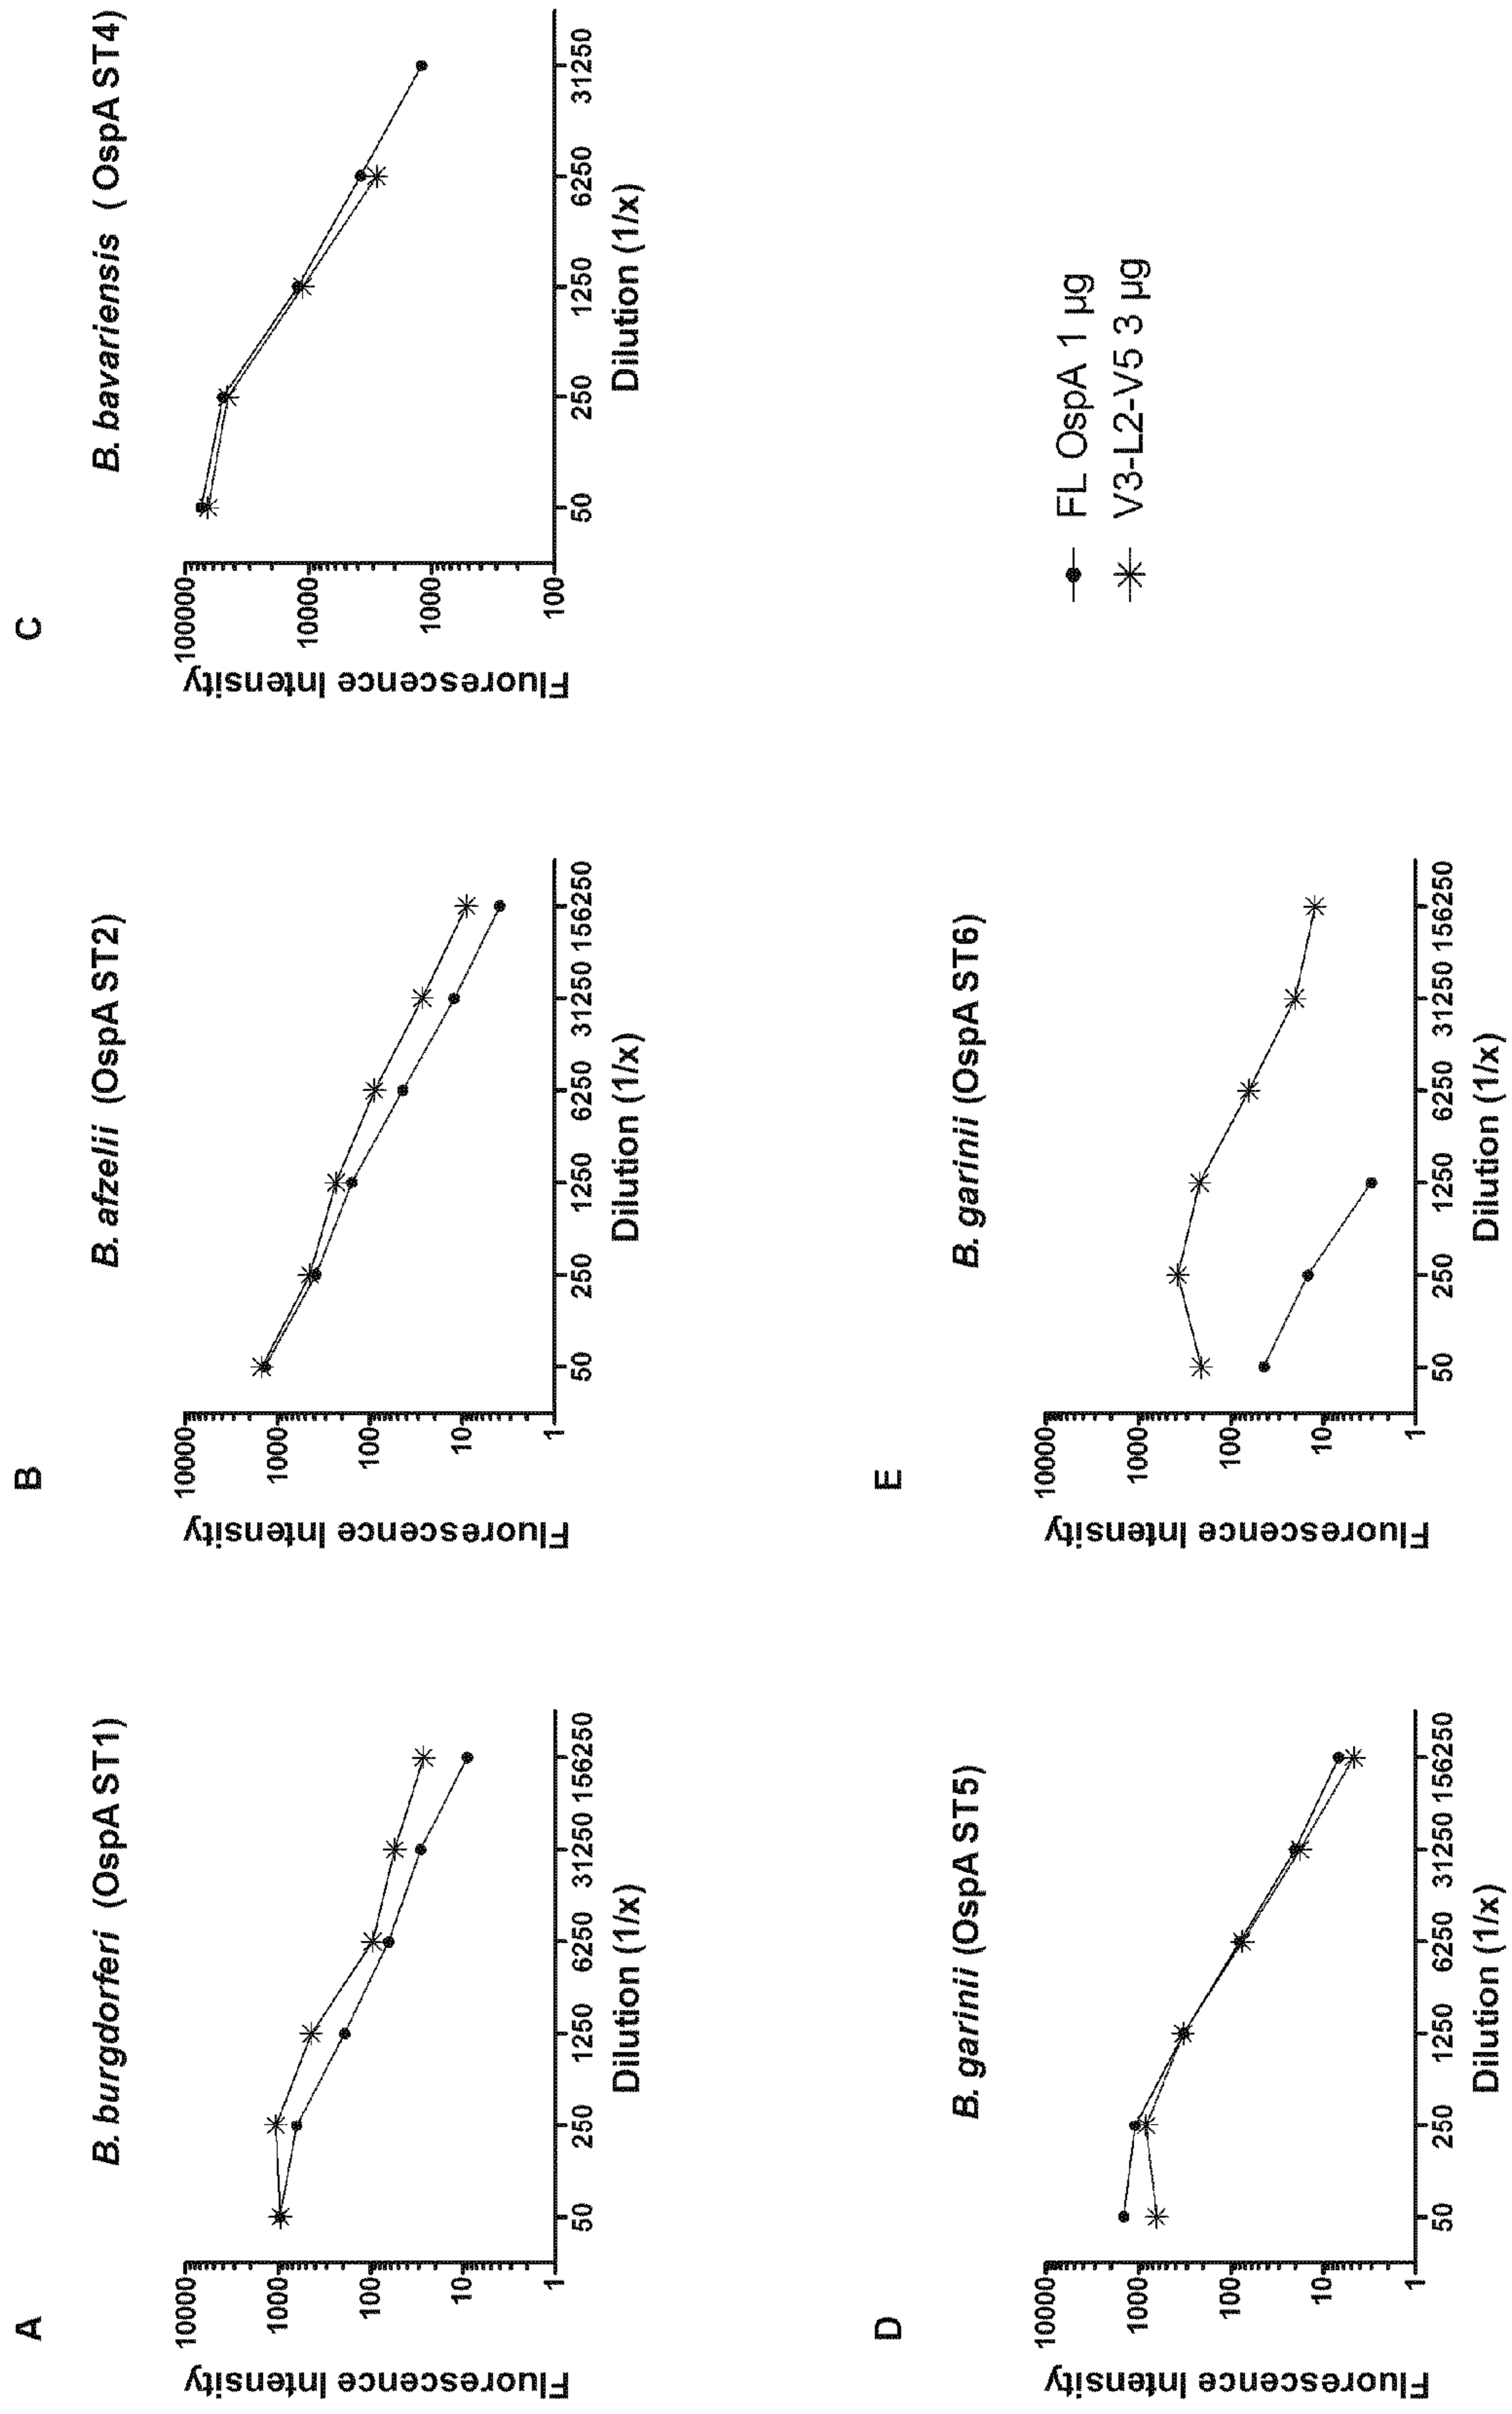 A
B. burgdorferi (OspA ST1)
Fluorescence Intensity
10000
1000
100
10
1
50 250 1250 6250 31250 156250
Dilution (1/x)
B
B. afzelii (OspA ST2)
Fluorescence Intensity
10000
1000
100
10
1
50 250 1250 6250 31250 156250
Dilution (1/x)
C
B. bavariensis ( OspA ST4)
Fluorescence Intensity
100000
10000
1000
100
50 250 1250 6250 31250
Dilution (1/x)
D
B. garinii (OspA ST5)
Fluorescence Intensity
10000
1000
100
10
1
50 250 1250 6250 31250 156250
Dilution (1/x)
E
B. garinii (OspA ST6)
Fluorescence Intensity
10000
1000
100
10
1
50 250 1250 6250 31250 156250
Dilution (1/x)
FL OspA 1 µg
V3-L2-V5 3 µg